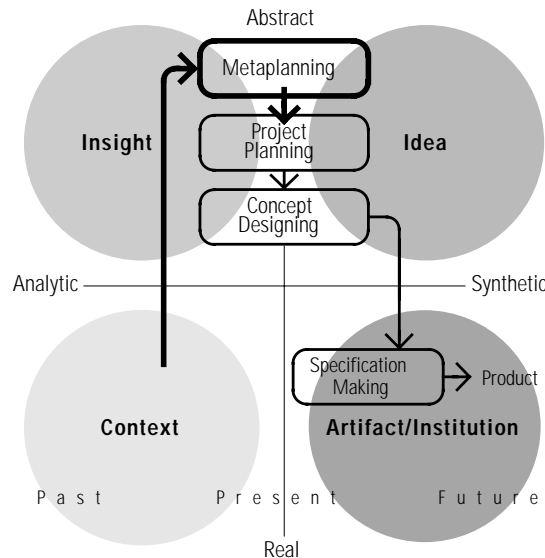 Abstract
Metaplanning
Insight
Project
Planning
Idea
Concept
Designing
Analytic
Synthetic
Specification
Making
Product
Context
Artifact/Institution
Past Present Future
Real